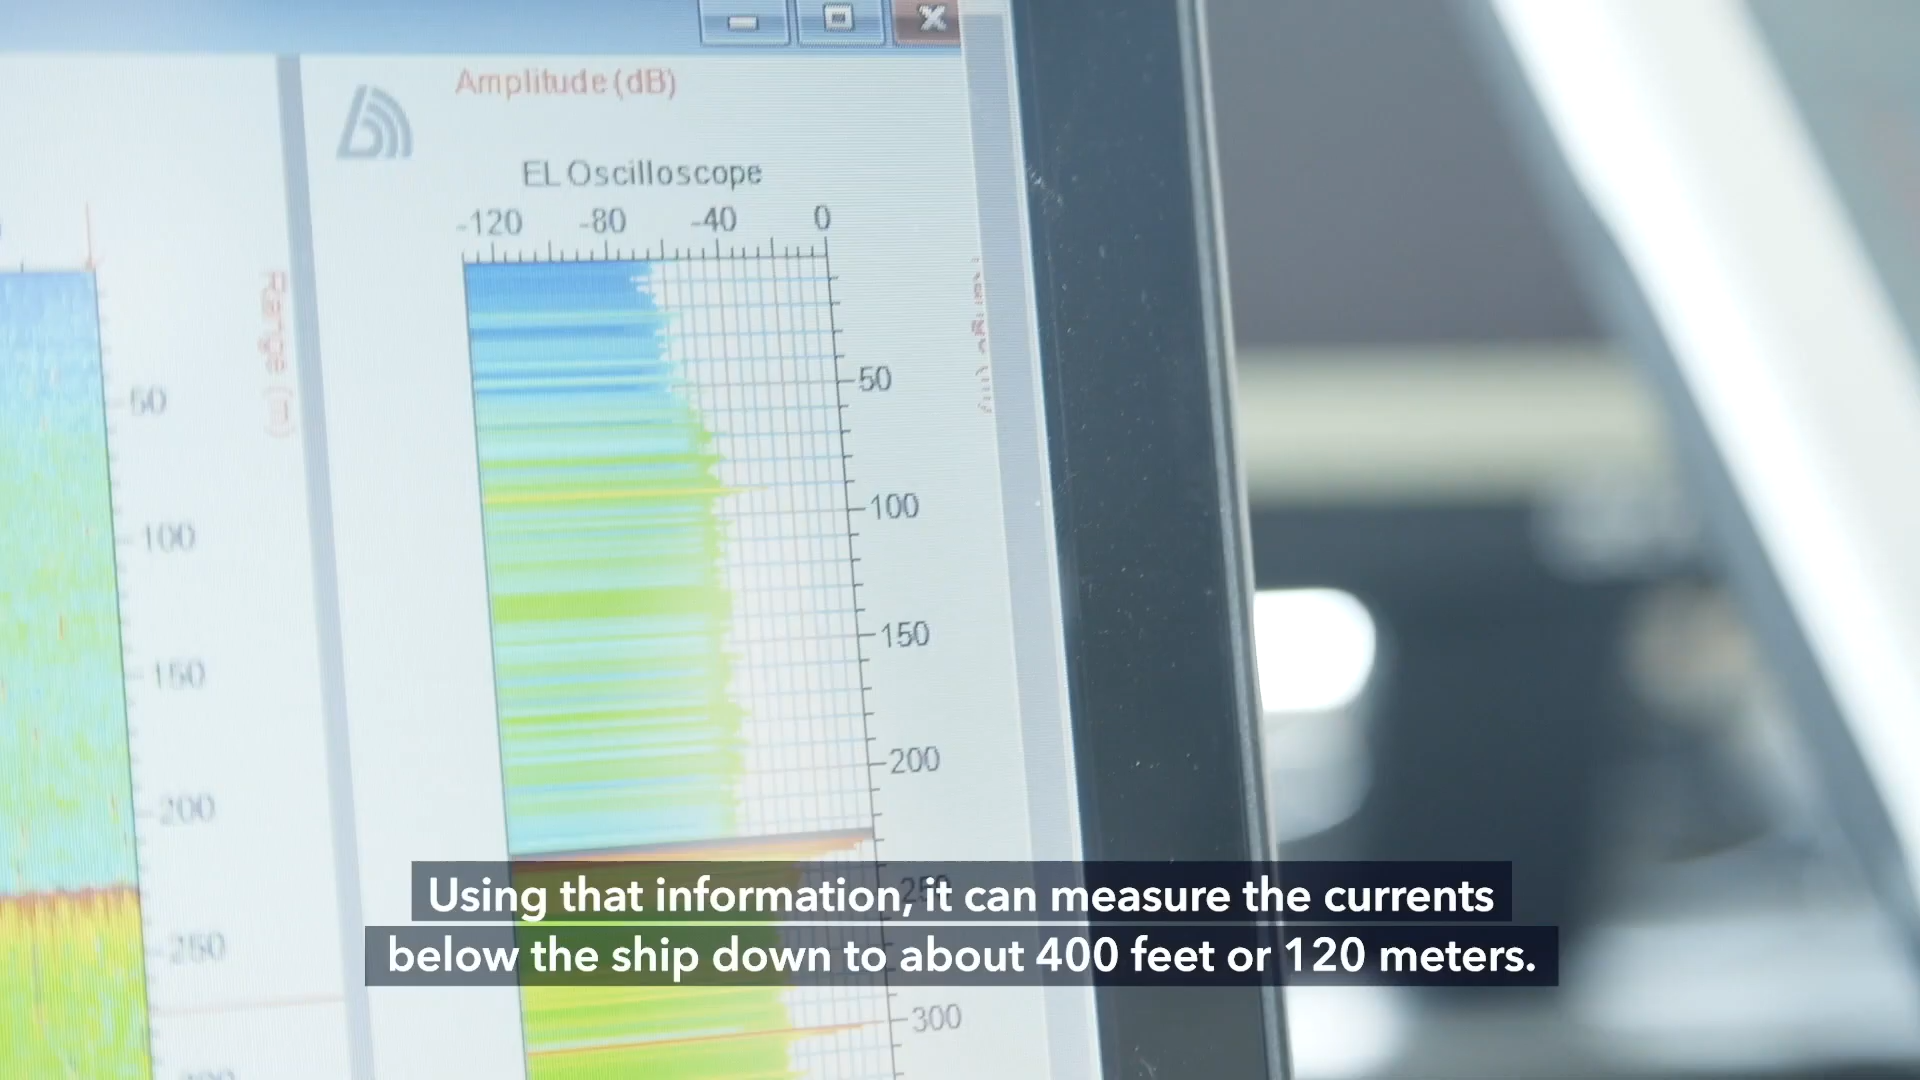 Amplitude (dB)
EL Oscilloscope
-120 -80 -40 0
Range (m)
50
100
150
200
250
50
100
150
200
250
300
Using that information, it can measure the currents
below the ship down to about 400 feet or 120 meters.